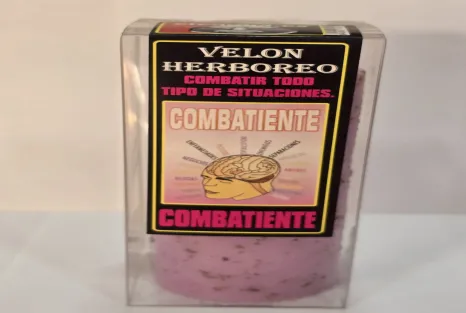 VELON
HERBOREO
COMBATIR TODO
TIPO DE SITUACIONES.
COMBATIENTE
COMBATIENTE